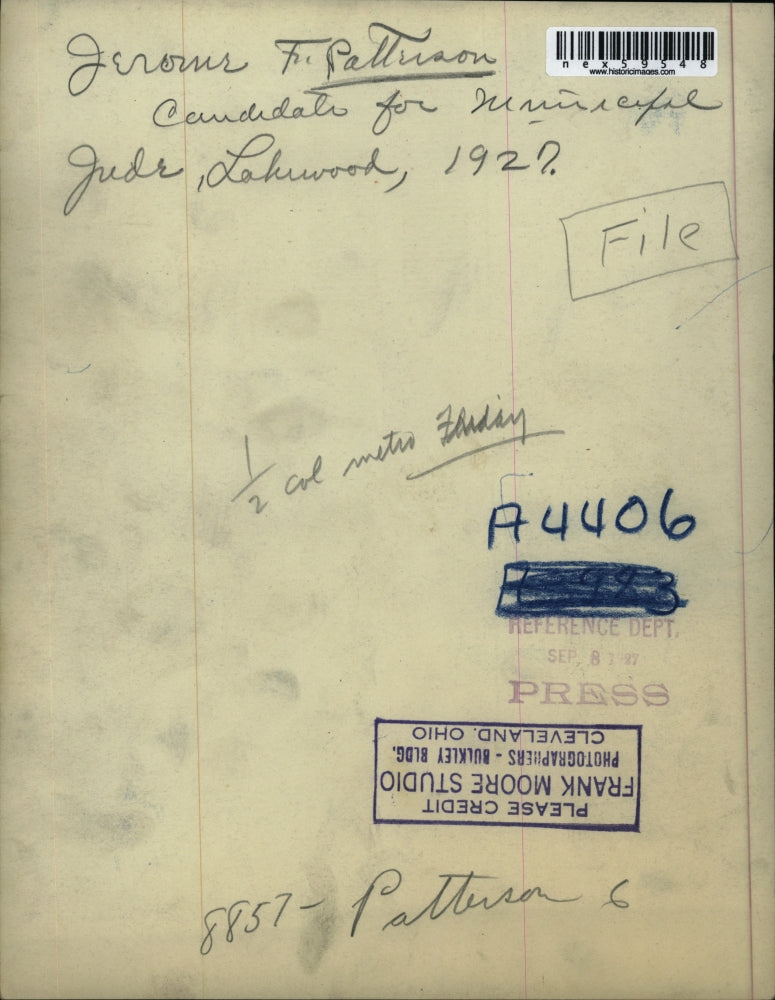 Jerome F. Patterson
nex59548
www.historicimages.com
Candidate for Municipal
Judr, Lakewood, 1927.
File
1/2 col metro Friday
A4406
REFERENCE DEPT.
SEP 8 1927
PRESS
PLEASE CREDIT
FRANK MOORE STUDIO
PHOTOGRAPHERS - BULKLEY BLDG.
CLEVELAND, OHIO
8857- Patterson 6